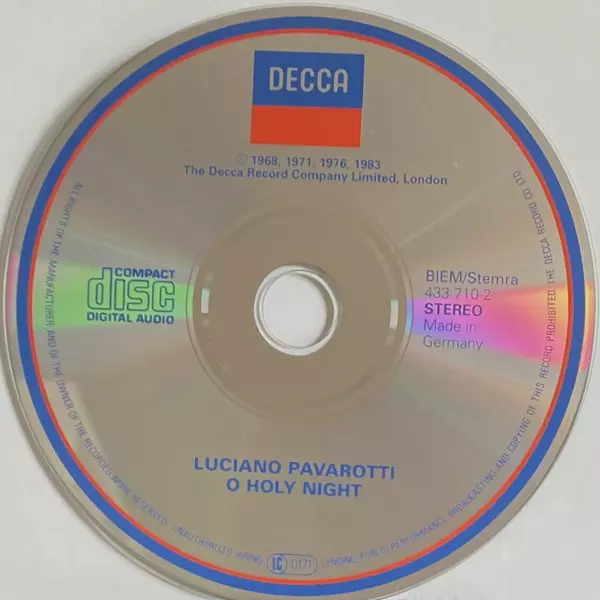 DECCA
℗ 1968, 1971, 1976, 1983
The Decca Record Company Limited, London
COMPACT
disc
DIGITAL AUDIO
BIEM/Stemra
433 710-2
STEREO
Made in
Germany
LUCIANO PAVAROTTI
O HOLY NIGHT
ALL RIGHTS OF THE MANUFACTURER AND OF THE OWNER OF THE RECORDED WORK RESERVED. UNAUTHORISED HIRING, LENDING, PUBLIC PERFORMANCE, BROADCASTING AND COPYING OF THIS RECORD PROHIBITED. THE DECCA RECORD CO LTD.
LC 0171